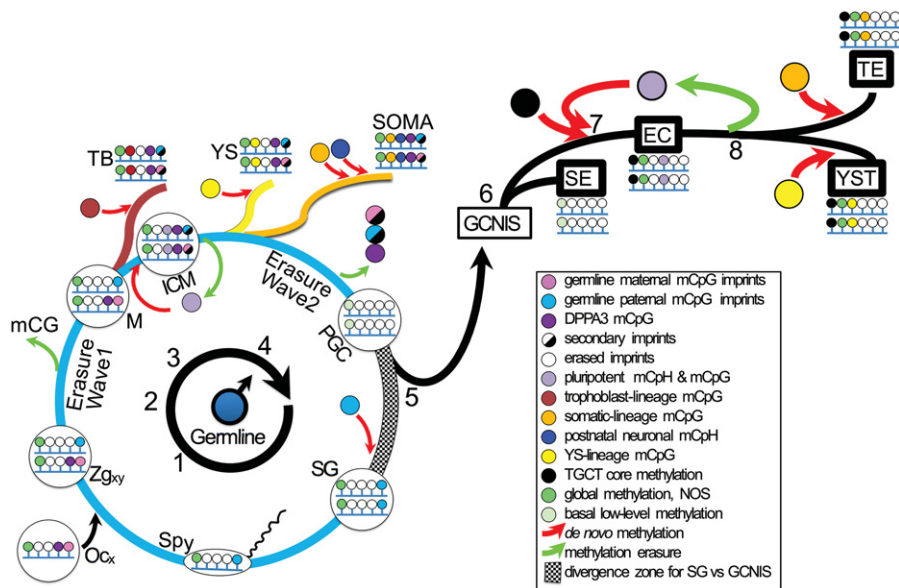 TB
YS
SOMA
TE
7
EC
8
SE
YST
6
GCNIS
ICM
M
Erasure
Wave2
PGC
mCG
Erasure
Wave1
3
4
2
1
Germline
5
Zgxy
SG
Spy
Ocx
germline maternal mCpG imprints
germline paternal mCpG imprints
DPPA3 mCpG
secondary imprints
erased imprints
pluripotent mCpH & mCpG
trophoblast-lineage mCpG
somatic-lineage mCpG
postnatal neuronal mCpH
YS-lineage mCpG
TGCT core methylation
global methylation, NOS
basal low-level methylation
de novo methylation
methylation erasure
divergence zone for SG vs GCNIS